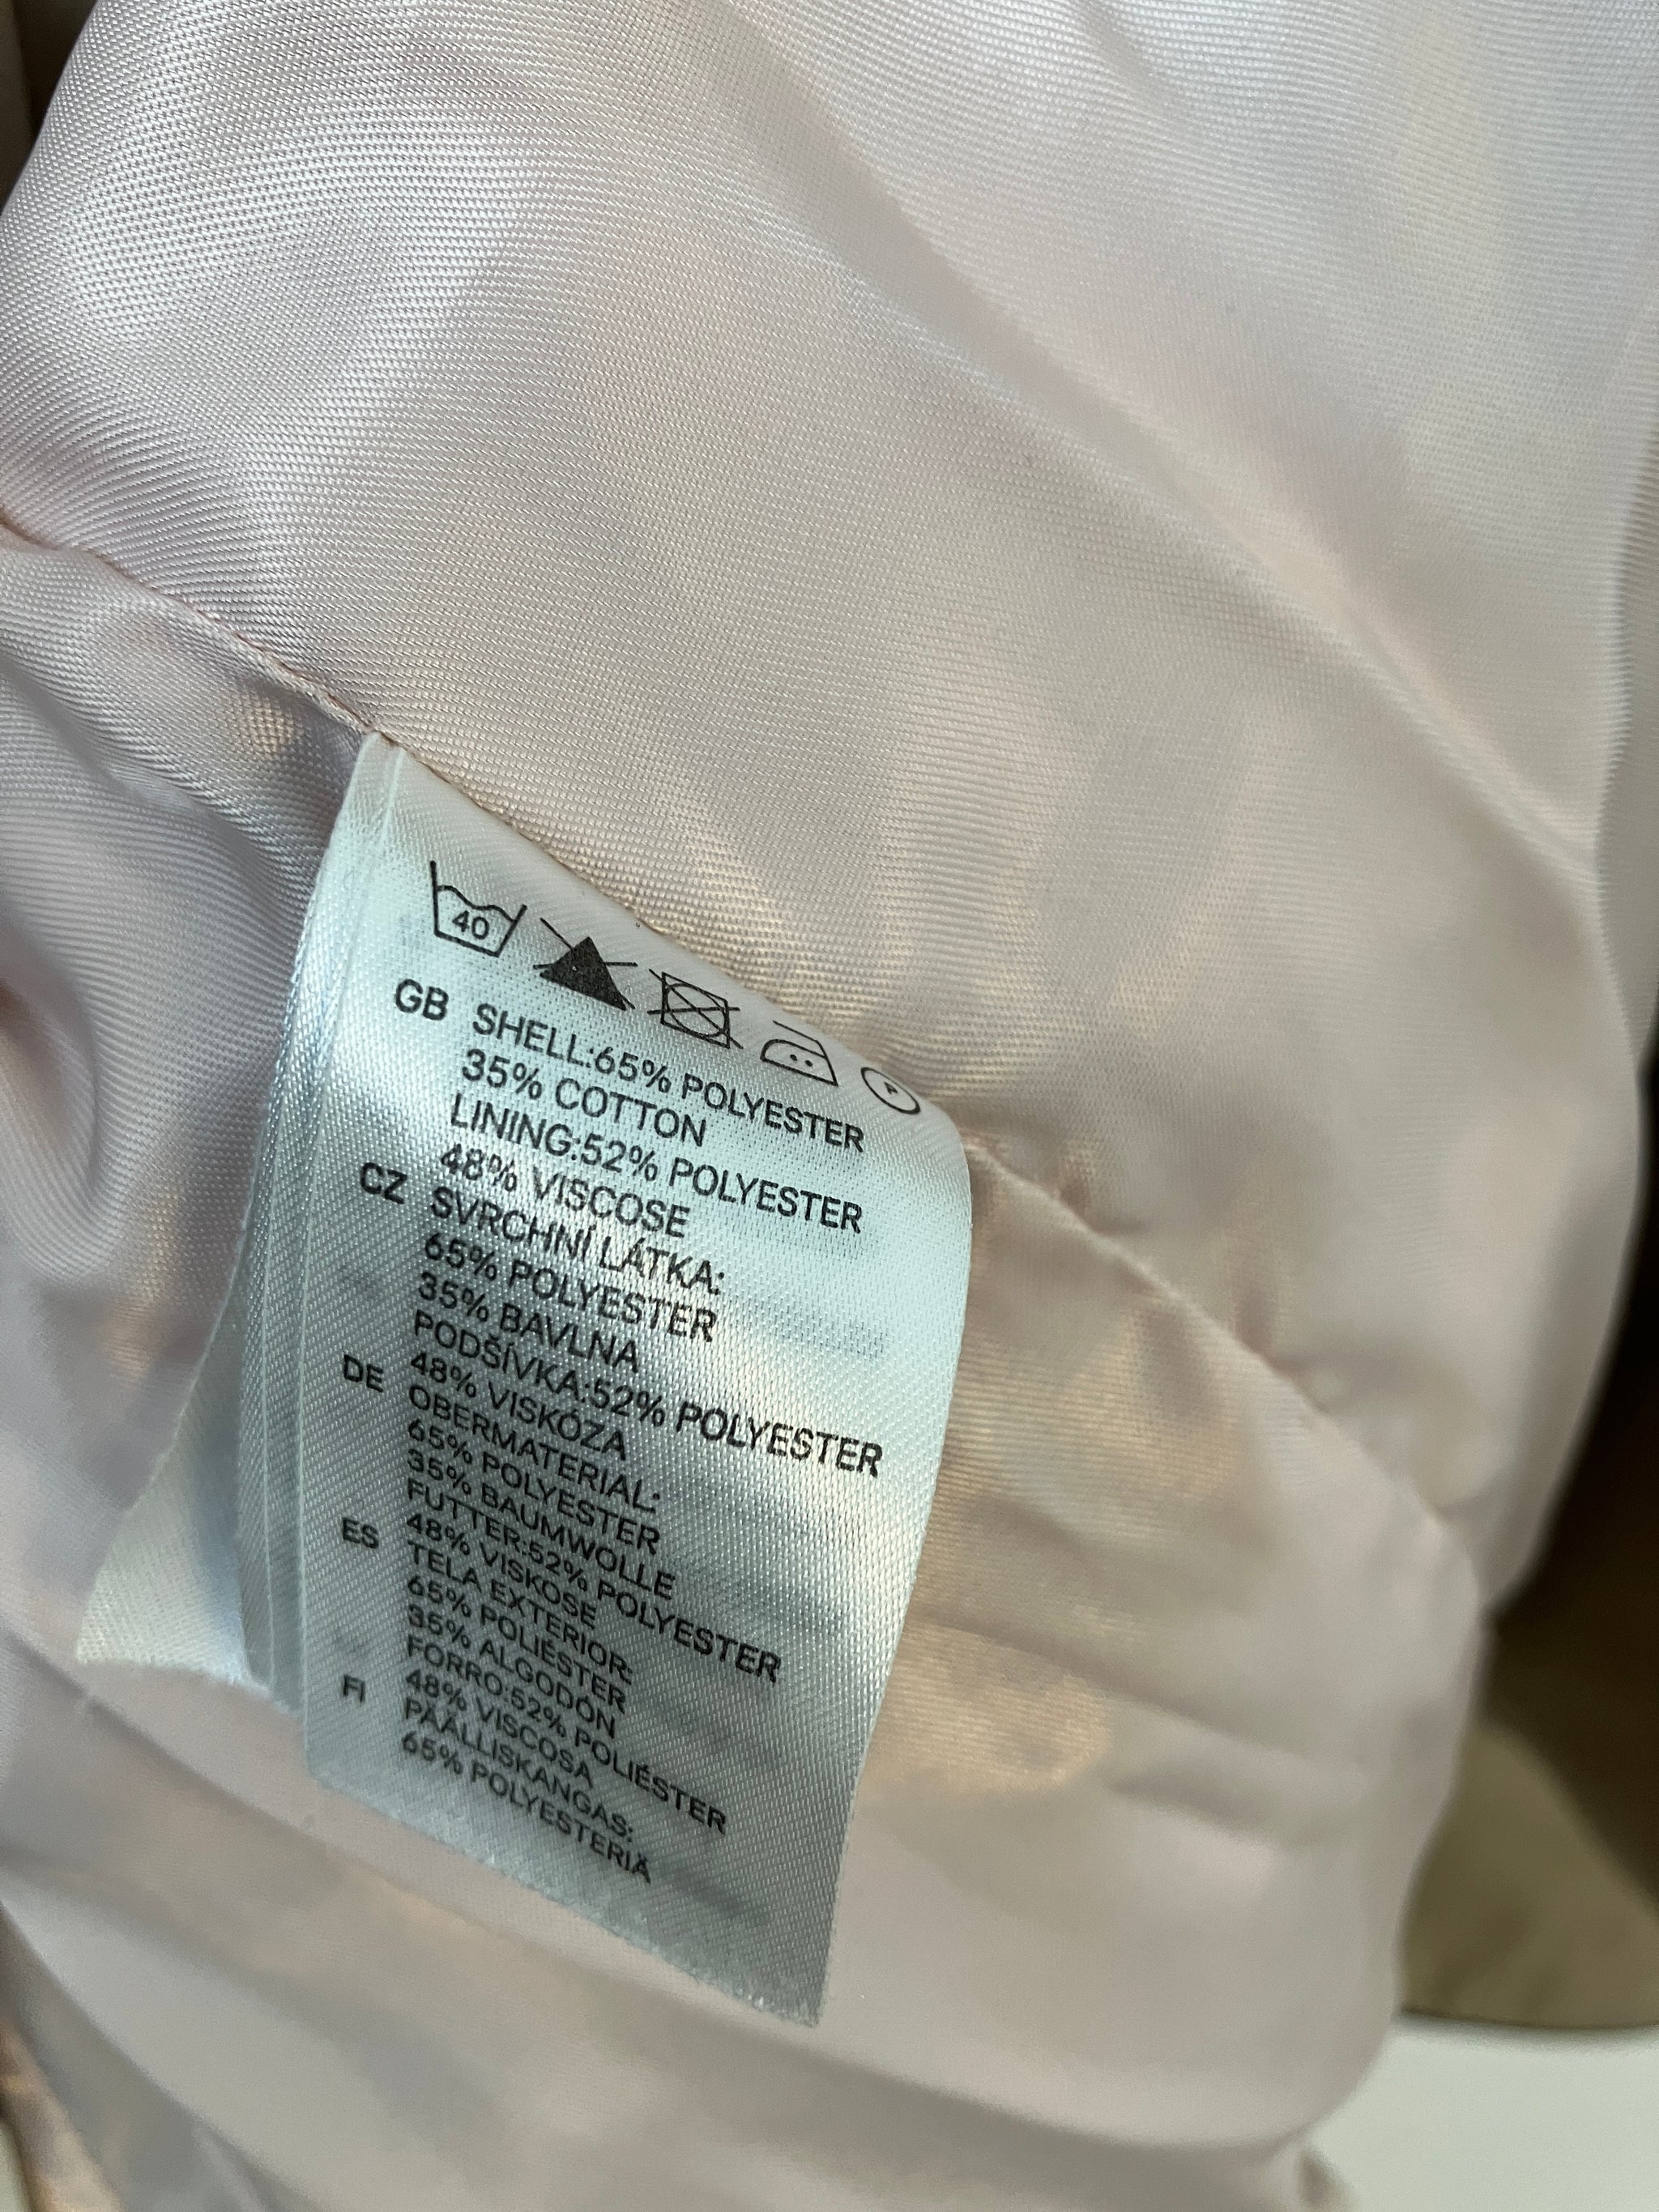 40
P
GB SHELL:65% POLYESTER
35% COTTON
LINING:52% POLYESTER
48% VISCOSE
CZ SVRCHNÍ LÁTKA:
65% POLYESTER
35% BAVLNA
PODŠÍVKA:52% POLYESTER
48% VISKÓZA
DE OBERMATERIAL:
65% POLYESTER
35% BAUMWOLLE
FUTTER:52% POLYESTER
48% VISKOSE
ES TELA EXTERIOR:
65% POLIÉSTER
35% ALGODÓN
FORRO:52% POLIÉSTER
48% VISCOSA
FI PÄÄLLISKANGAS:
65% POLYESTERIÄ